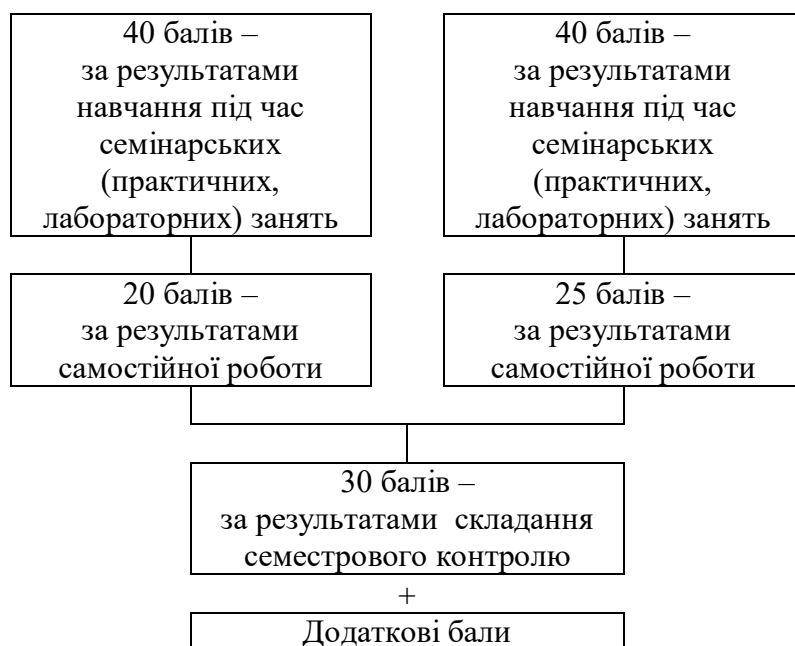 40 балів –
за результатами
навчання під час
семінарських
(практичних,
лабораторних) занять
40 балів –
за результатами
навчання під час
семінарських
(практичних,
лабораторних) занять
20 балів –
за результатами
самостійної роботи
25 балів –
за результатами
самостійної роботи
30 балів –
за результатами складання
семестрового контролю
+
Додаткові бали